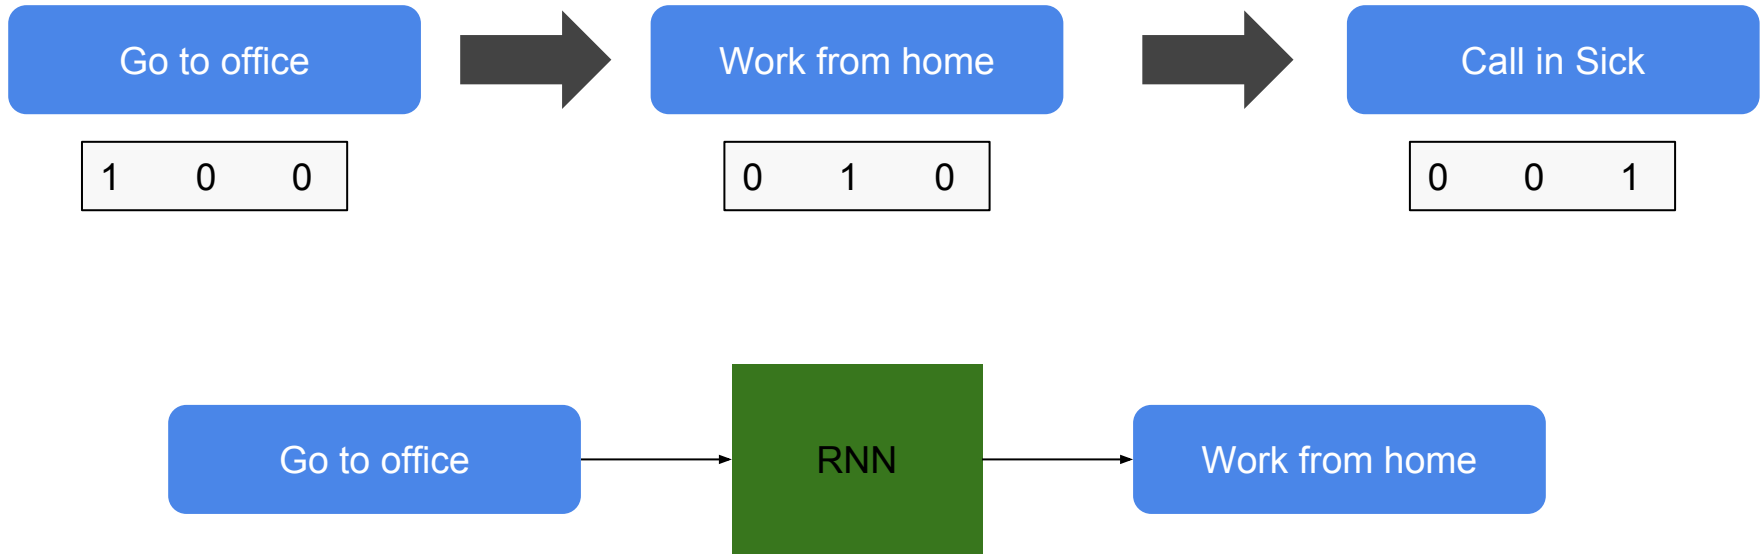 Go to office
Work from home
Call in Sick
1 0 0
0 1 0
0 0 1
Go to office
RNN
Work from home